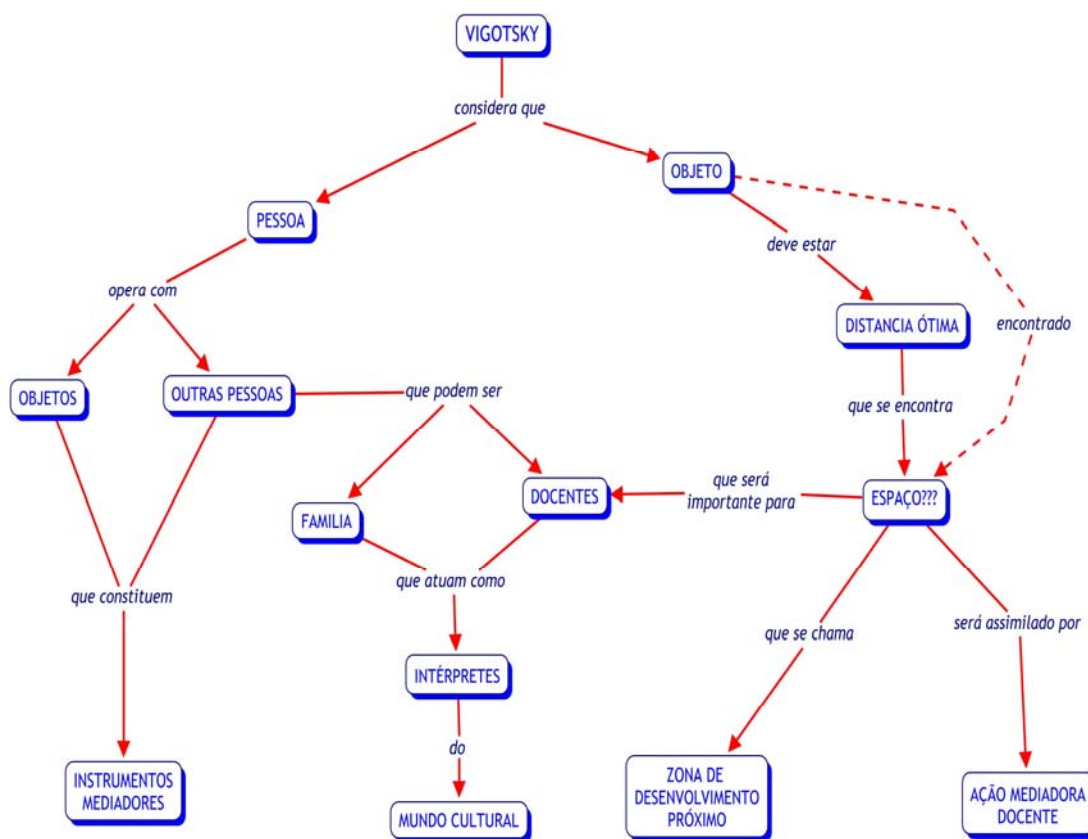 VIGOTSKY
considera que
OBJETO
PESSOA
deve estar
opera com
DISTANCIA ÓTIMA
encontrado
OBJETOS
OUTRAS PESSOAS
que podem ser
que se encontra
que será
importante para
DOCENTES
ESPAÇO???
FAMILIA
que atuam como
que constituem
que se chama
será assimilado por
INTÉRPRETES
do
INSTRUMENTOS
MEDIADORES
ZONA DE
DESENVOLVIMENTO
PRÓXIMO
AÇÃO MEDIADORA
DOCENTE
MUNDO CULTURAL